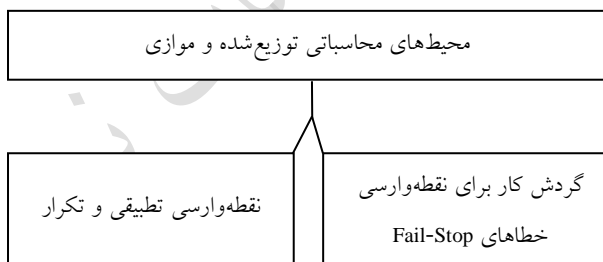 محیط‌های محاسباتی توزیع‌شده و موازی
گردش کار برای نقطه‌وارسی
خطاهای Fail-Stop
نقطه‌وارسی تطبیقی و تکرار